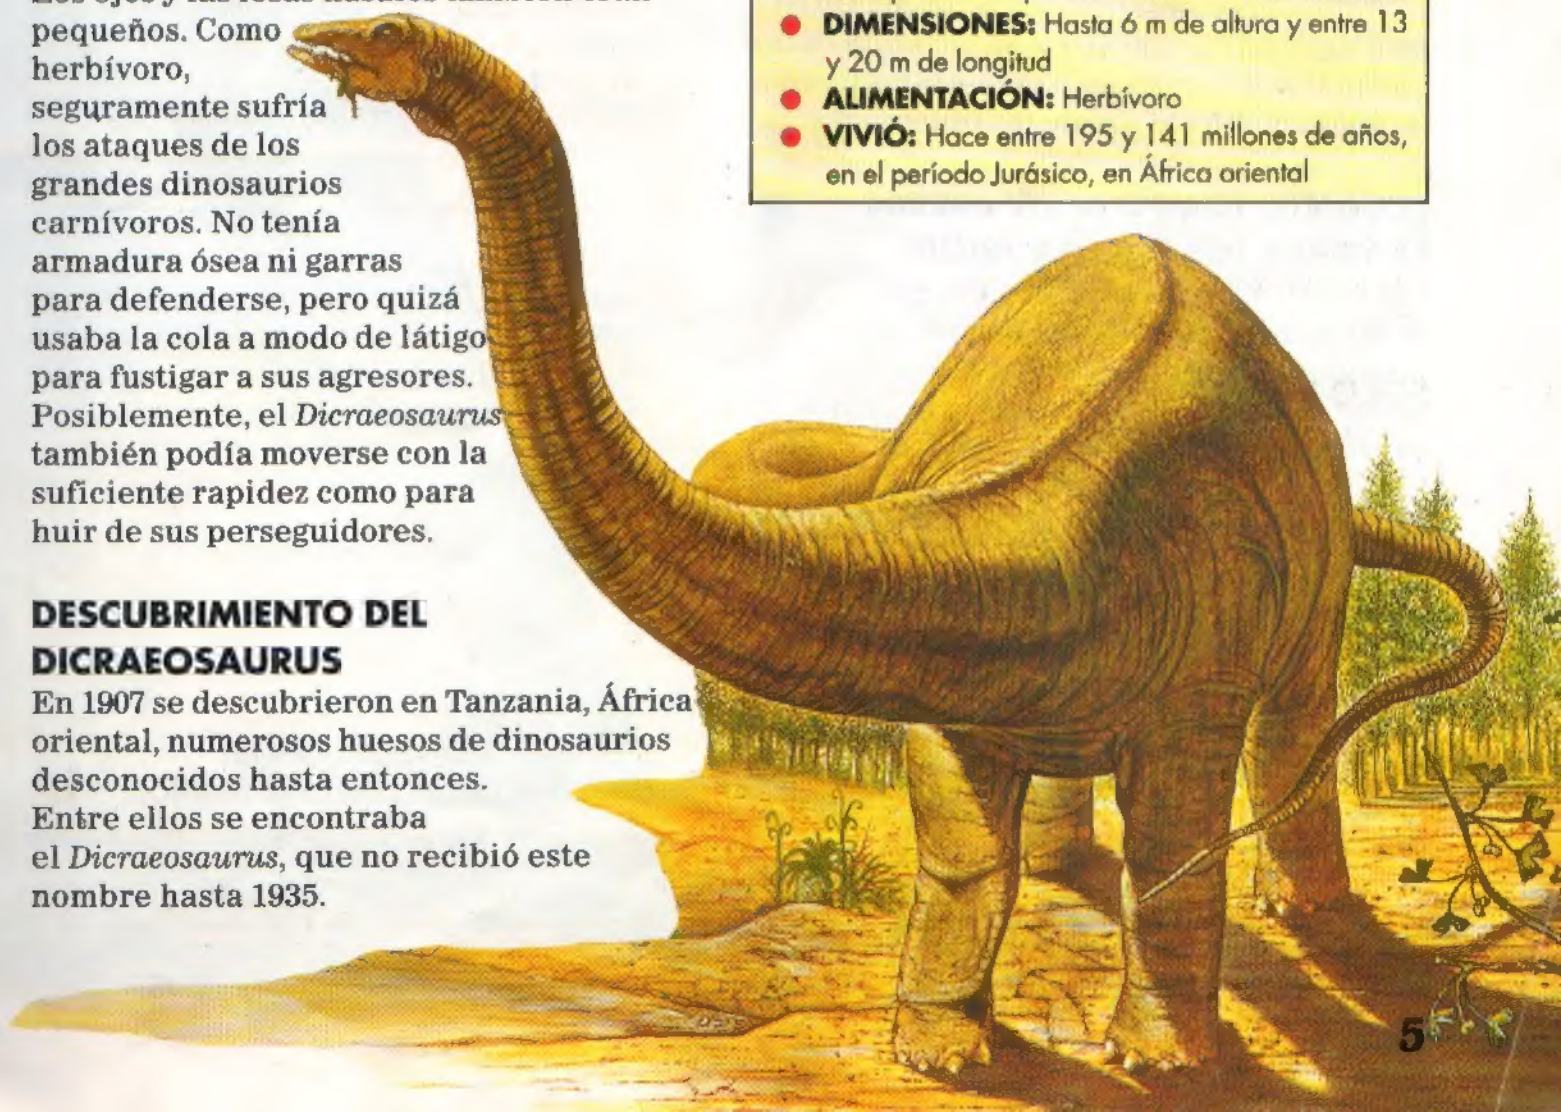 pequeños. Como
herbívoro,
seguramente sufría
los ataques de los
grandes dinosaurios
carnívoros. No tenía
armadura ósea ni garras
para defenderse, pero quizá
usaba la cola a modo de látigo
para fustigar a sus agresores.
Posiblemente, el Dicraeosaurus
también podía moverse con la
suficiente rapidez como para
huir de sus perseguidores.
DESCUBRIMIENTO DEL
DICRAEOSAURUS
En 1907 se descubrieron en Tanzania, África
oriental, numerosos huesos de dinosaurios
desconocidos hasta entonces.
Entre ellos se encontraba
el Dicraeosaurus, que no recibió este
nombre hasta 1935.
● DIMENSIONES: Hasta 6 m de altura y entre 13
y 20 m de longitud
● ALIMENTACIÓN: Herbívoro
● VIVIÓ: Hace entre 195 y 141 millones de años,
en el período Jurásico, en África oriental
5